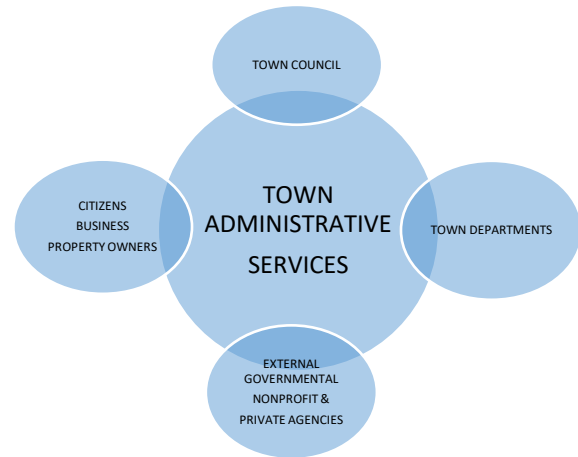 TOWN COUNCIL
CITIZENS
BUSINESS
PROPERTY OWNERS
TOWN
ADMINISTRATIVE
SERVICES
TOWN DEPARTMENTS
EXTERNAL
GOVERNMENTAL
NONPROFIT &
PRIVATE AGENCIES